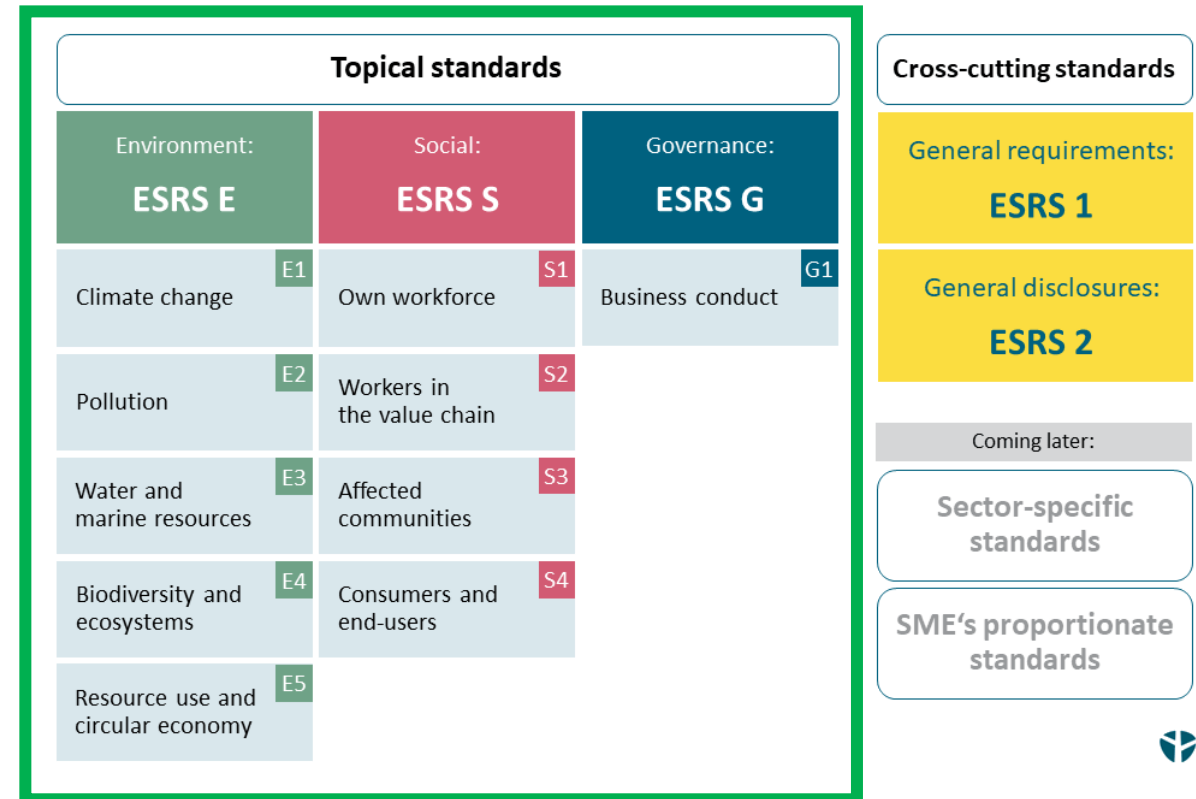 Topical standards
Environment:
ESRS E
E1
Climate change
E2
Pollution
E3
Water and
marine resources
E4
Biodiversity and
ecosystems
E5
Resource use and
circular economy
Social:
ESRS S
S1
Own workforce
S2
Workers in
the value chain
S3
Affected
communities
S4
Consumers and
end-users
Governance:
ESRS G
G1
Business conduct
Cross-cutting standards
General requirements:
ESRS 1
General disclosures:
ESRS 2
Coming later:
Sector-specific
standards
SME‘s proportionate
standards